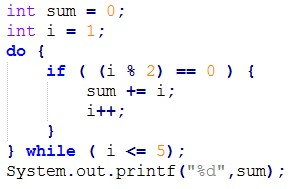 int sum = 0;
int i = 1;
do {
    if ( (i % 2) == 0 ) {
        sum += i;
        i++;
    }
} while ( i <= 5);
System.out.printf("%d",sum);